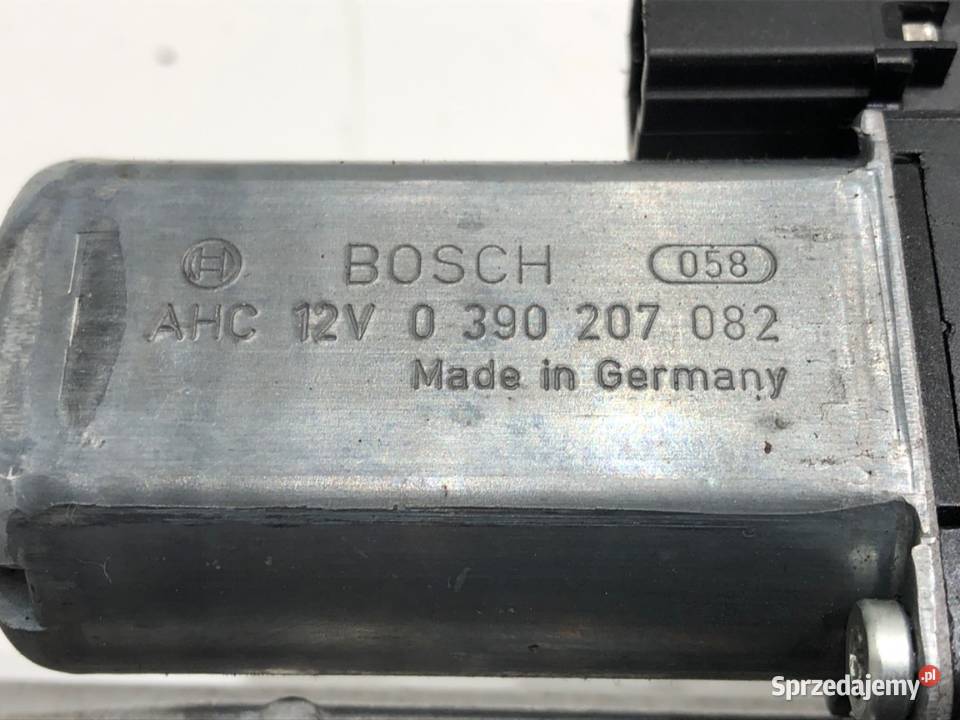 BOSCH 058
AHC 12V 0 390 207 082
Made in Germany
Sprzedajemy.pl